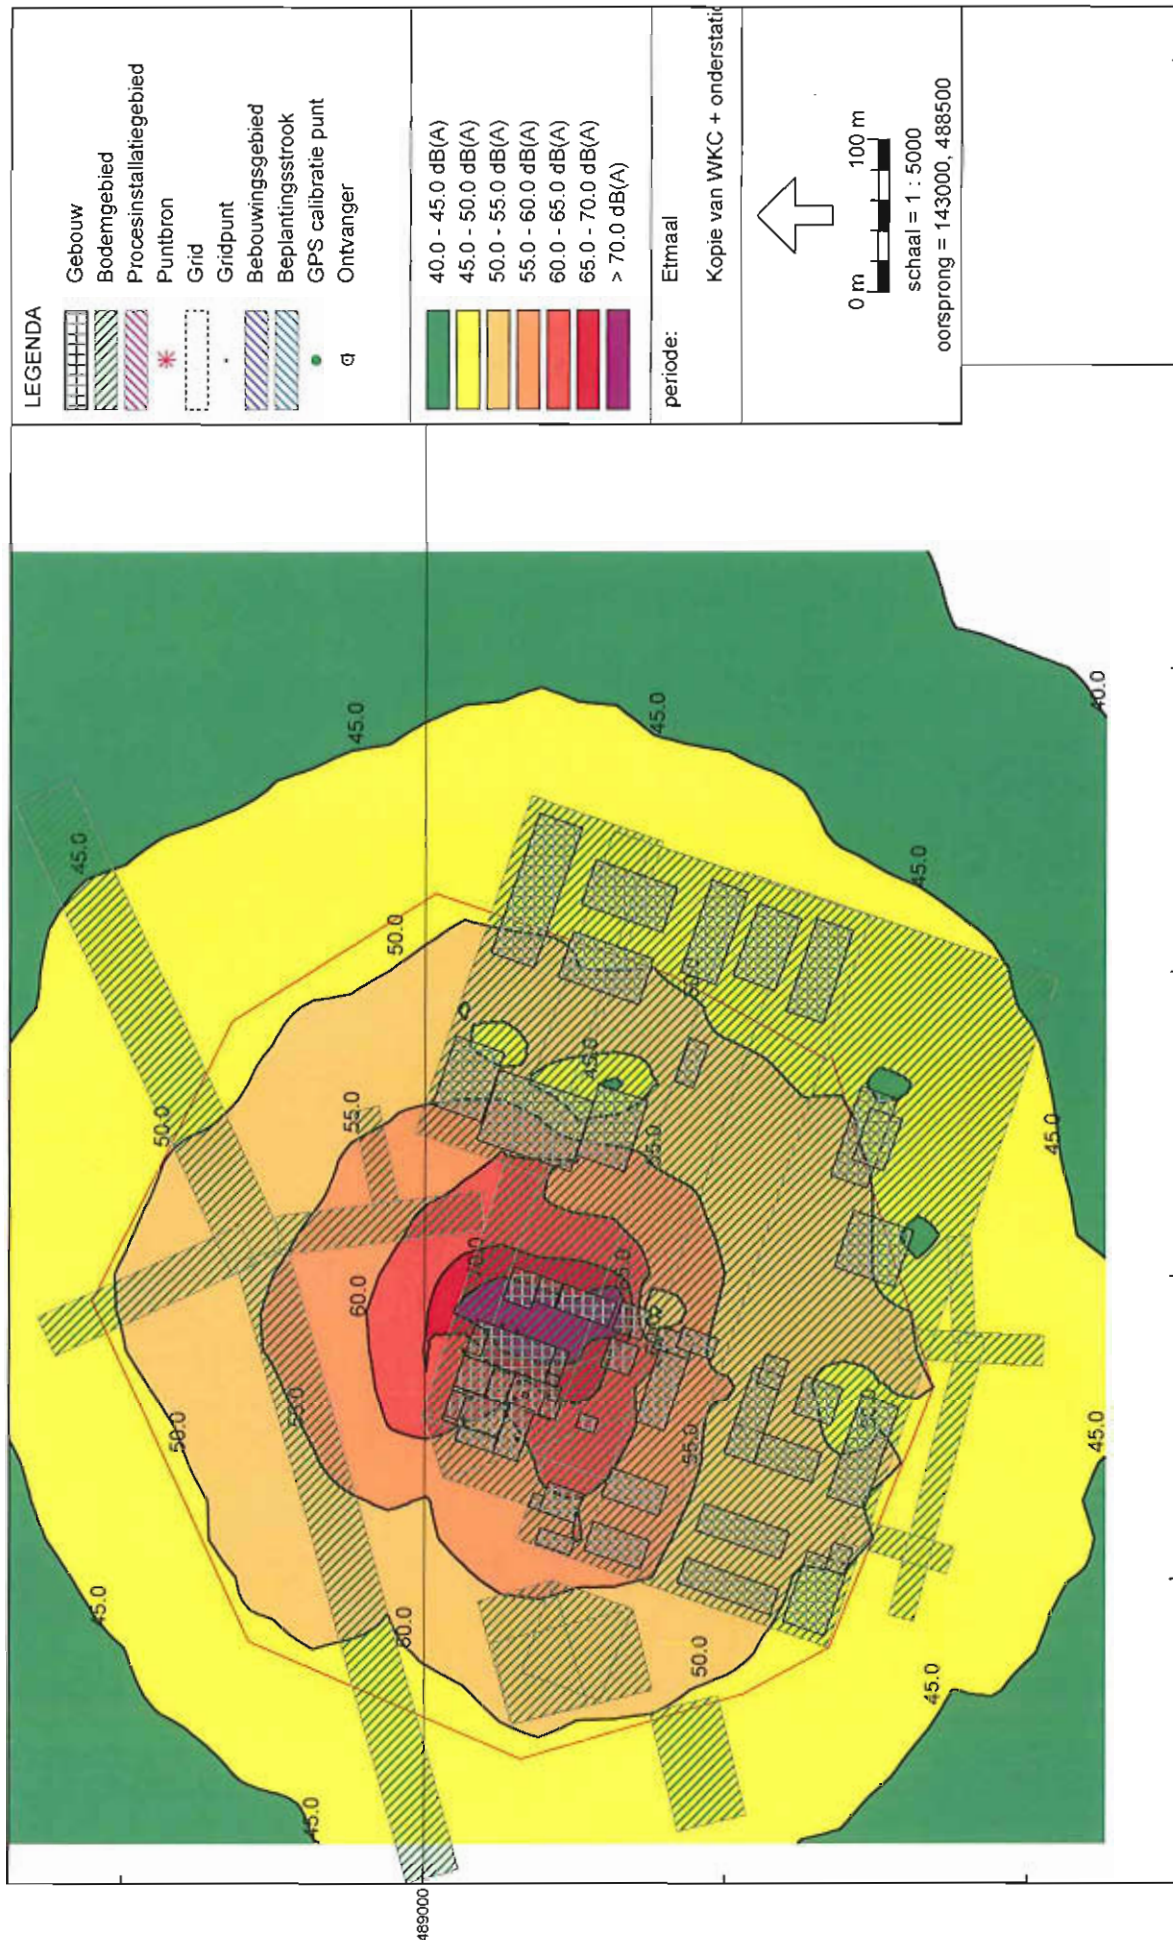 LEGENDA
Gebouw
Bodemgebied
Procesinstallatiegebied
Puntbron
Grid
Gridpunt
Bebouwingsgebied
Beplantingsstrook
GPS calibratie punt
Ontvanger
40.0 - 45.0 dB(A)
45.0 - 50.0 dB(A)
50.0 - 55.0 dB(A)
55.0 - 60.0 dB(A)
60.0 - 65.0 dB(A)
65.0 - 70.0 dB(A)
> 70.0 dB(A)
periode: Etmaal
Kopie van WKC + onderstatio
0 m 100 m
schaal = 1 : 5000
oorsprong = 143000, 488500
489000
45.0
45.0
45.0
45.0
45.0
45.0
45.0
45.0
45.0
45.0
40.0
50.0
50.0
50.0
50.0
50.0
55.0
55.0
60.0
70.0